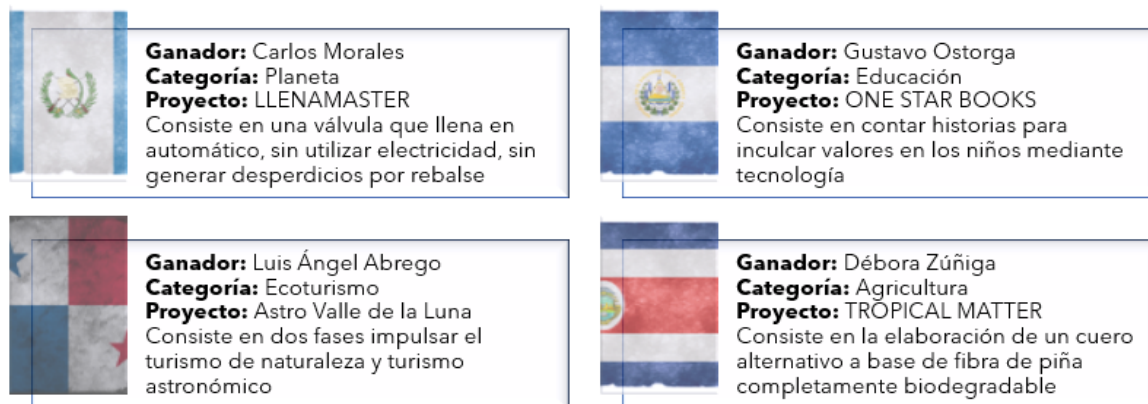 Ganador: Carlos Morales
Categoría: Planeta
Proyecto: LLENAMASTER
Consiste en una válvula que llena en
automático, sin utilizar electricidad, sin
generar desperdicios por rebalse
Ganador: Gustavo Ostorga
Categoría: Educación
Proyecto: ONE STAR BOOKS
Consiste en contar historias para
inculcar valores en los niños mediante
tecnología
Ganador: Luis Ángel Abrego
Categoría: Ecoturismo
Proyecto: Astro Valle de la Luna
Consiste en dos fases impulsar el
turismo de naturaleza y turismo
astronómico
Ganador: Débora Zúñiga
Categoría: Agricultura
Proyecto: TROPICAL MATTER
Consiste en la elaboración de un cuero
alternativo a base de fibra de piña
completamente biodegradable